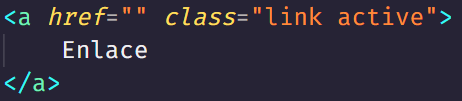 <a href="" class="link active">
Enlace
</a>